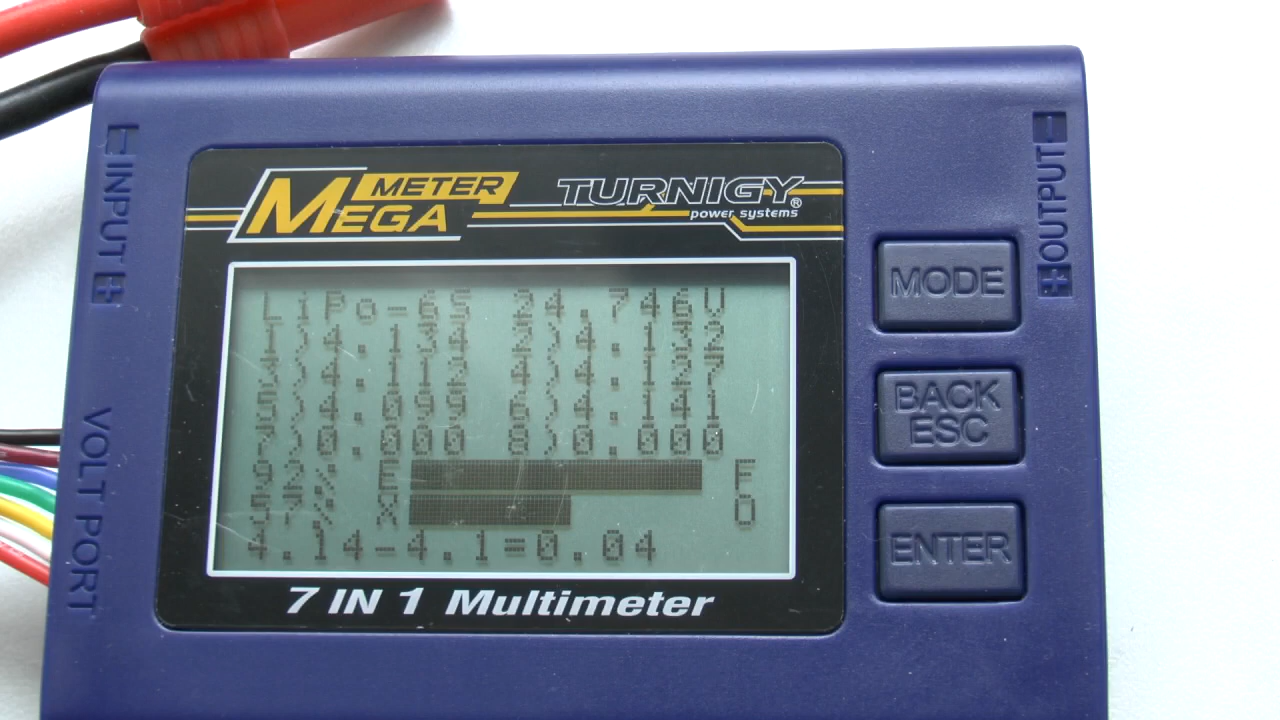 METER
MEGA
TURNIGY®
power systems
INPUT
OUTPUT
VOLT PORT
LiPo-6S 24.746V
1>4.134 2>4.132
3>4.112 4>4.127
5>4.099 6>4.141
7>0.000 8>0.000
92% E F
% X O
4.14-4.1=0.04
7 IN 1 Multimeter
MODE
BACK
ESC
ENTER